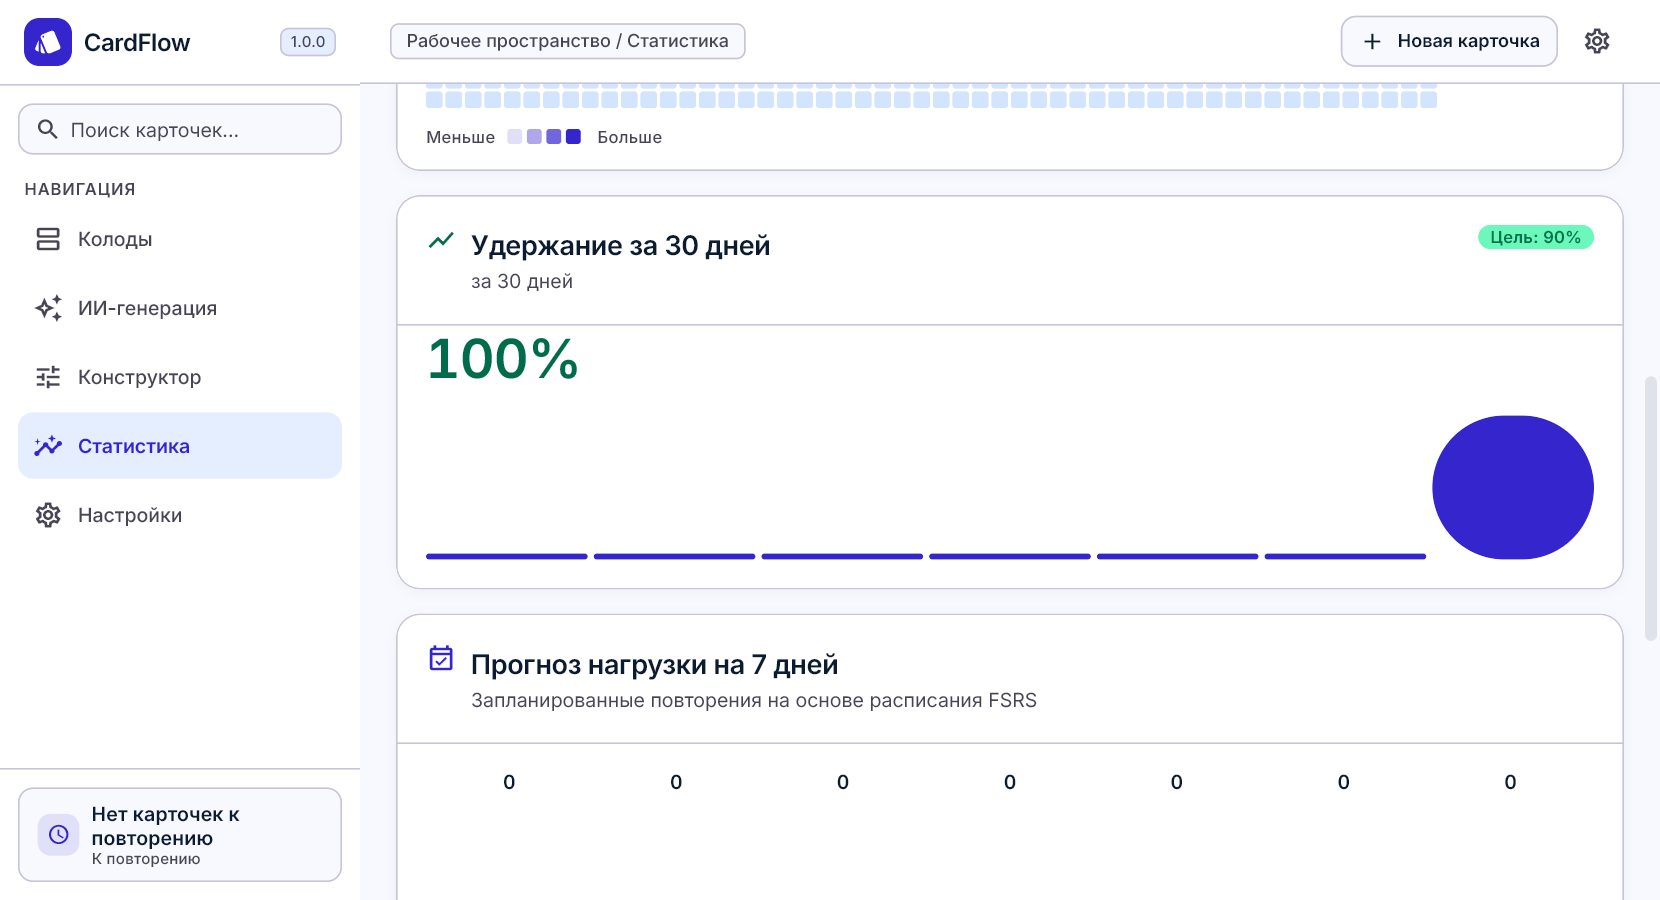 CardFlow
1.0.0
Поиск карточек...
НАВИГАЦИЯ
Колоды
ИИ-генерация
Конструктор
Статистика
Настройки
Нет карточек к
повторению
К повторению
Рабочее пространство / Статистика
Новая карточка
Меньше
Больше
Удержание за 30 дней
за 30 дней
Цель: 90%
100%
Прогноз нагрузки на 7 дней
Запланированные повторения на основе расписания FSRS
0 0 0 0 0 0 0